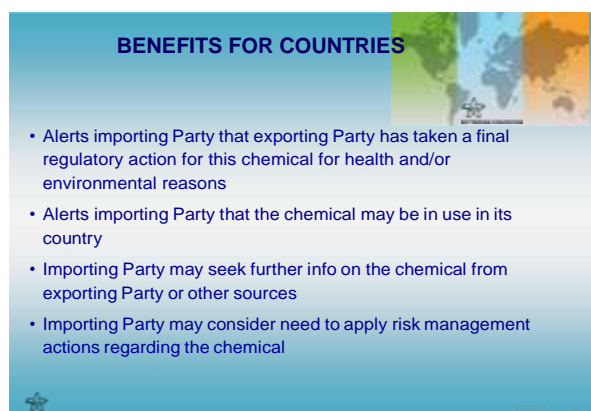 BENEFITS FOR COUNTRIES
• Alerts importing Party that exporting Party has taken a final
regulatory action for this chemical for health and/or
environmental reasons
• Alerts importing Party that the chemical may be in use in its
country
• Importing Party may seek further info on the chemical from
exporting Party or other sources
• Importing Party may consider need to apply risk management
actions regarding the chemical